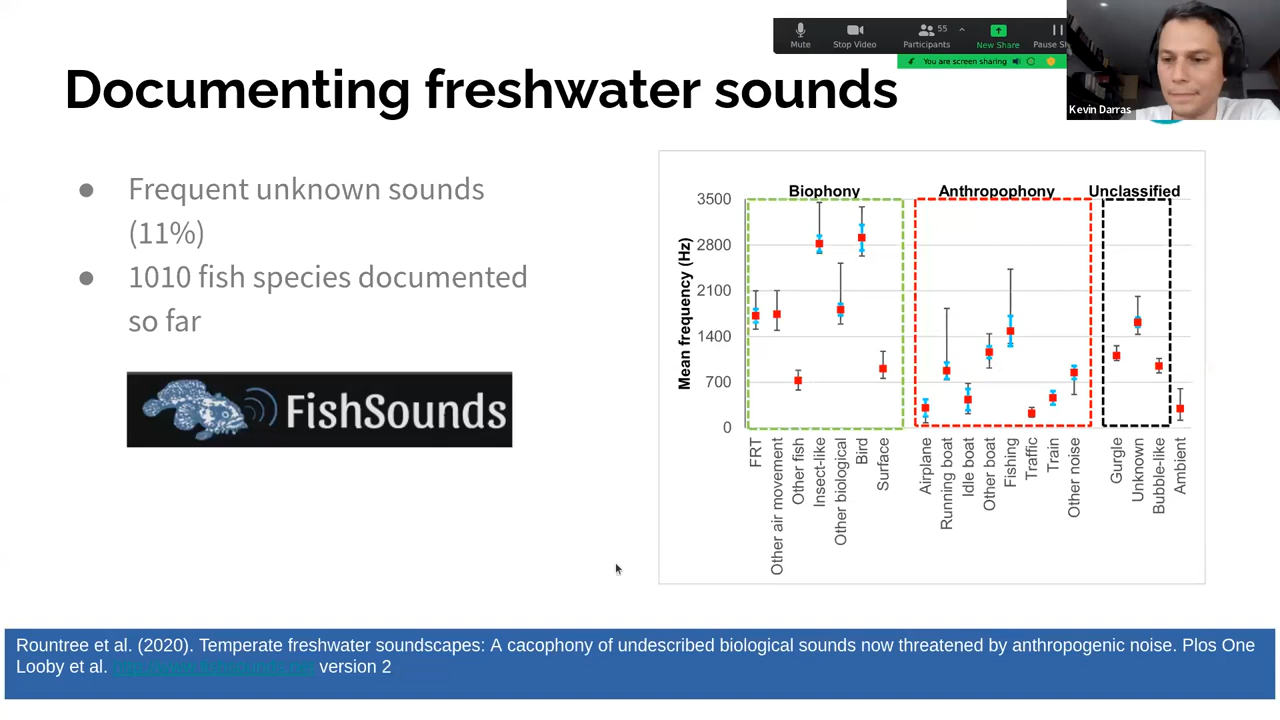 Mute
Stop Video
55
Participants
New Share
You are screen sharing
Kevin Darras
Documenting freshwater sounds
● Frequent unknown sounds
(11%)
● 1010 fish species documented
so far
FishSounds
Biophony
Anthropophony
Unclassified
Mean frequency (Hz)
3500
2800
2100
1400
700
0
FRT
Other air movement
Other fish
Insect-like
Other biological
Bird
Surface
Airplane
Running boat
Idle boat
Other boat
Fishing
Traffic
Train
Other noise
Gurgle
Unknown
Bubble-like
Ambient
Rountree et al. (2020). Temperate freshwater soundscapes: A cacophony of undescribed biological sounds now threatened by anthropogenic noise. Plos One
Looby et al. version 2